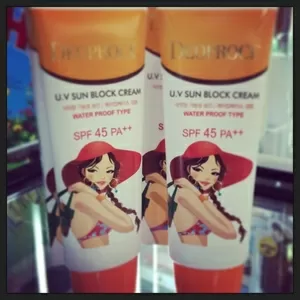 DEOPROCE
U.V SUN BLOCK CREAM
WATER PROOF TYPE
SPF 45 PA++
DEOPROCE
U.V SUN BLOCK CREAM
WATER PROOF TYPE
SPF 45 PA++